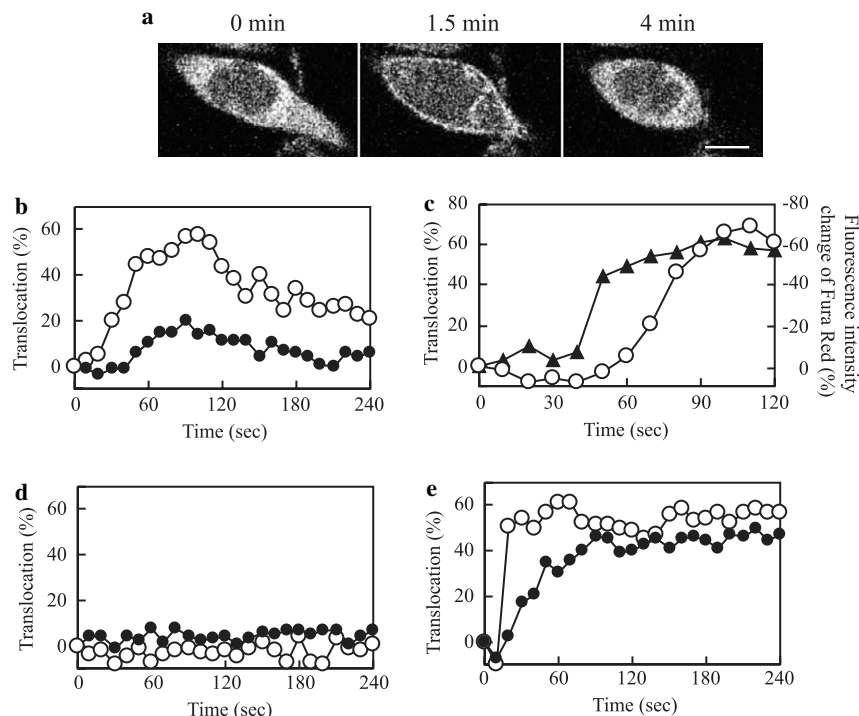 a
0 min 1.5 min 4 min
b
Translocation (%)
60
40
20
0
0 60 120 180 240
Time (sec)
c
Translocation (%)
80
60
40
20
0
-80
-60
-40
-20
0
Fluorescence intensity
change of Fura Red (%)
0 30 60 90 120
Time (sec)
d
Translocation (%)
60
40
20
0
0 60 120 180 240
Time (sec)
e
Translocation (%)
60
40
20
0
0 60 120 180 240
Time (sec)